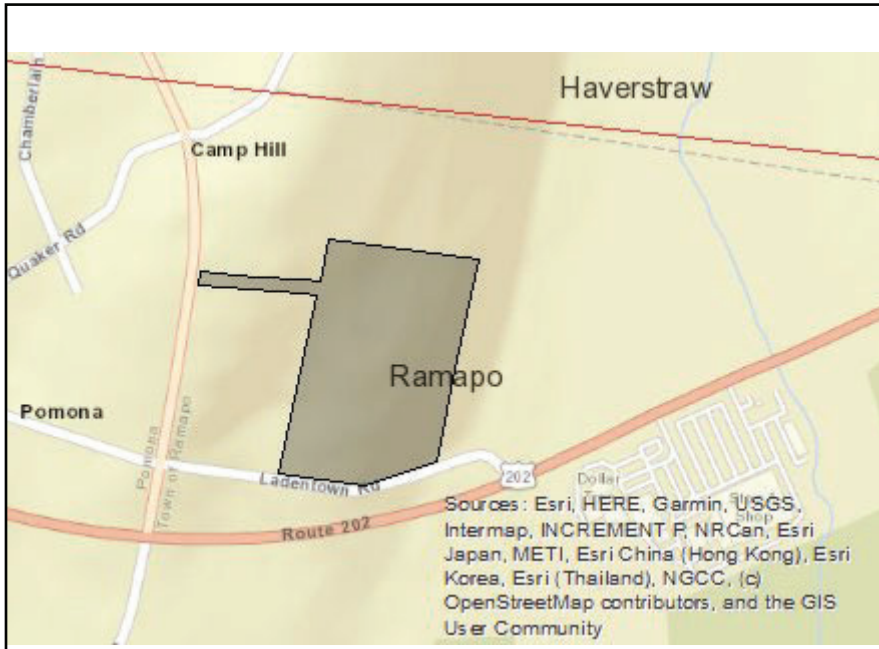 Haverstraw
Chamberlain
Camp Hill
Quaker Rd
Ramapo
Pomona
Pomona
Town of Ramapo
Ladentown Rd
202
Route 202
Dollar
Sources: Esri, HERE, Garmin, USGS,
Intermap, INCREMENT P, NRCan, Esri
Shop
Japan, METI, Esri China (Hong Kong), Esri
Korea, Esri (Thailand), NGCC, (c)
OpenStreetMap contributors, and the GIS
User Community